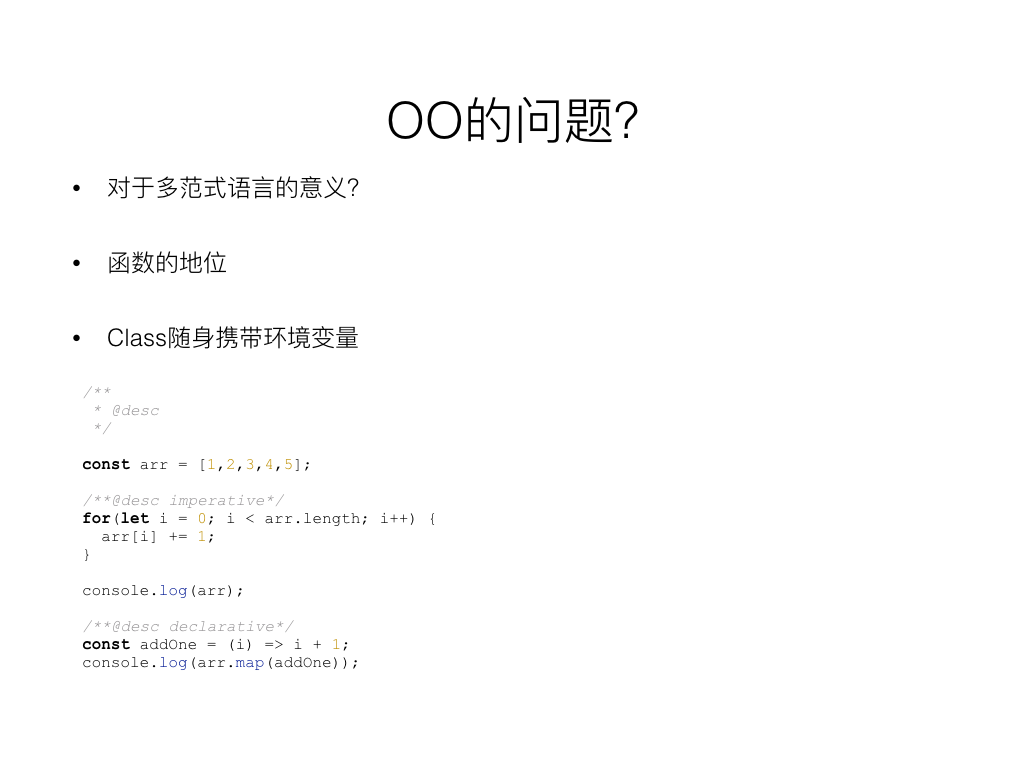 OO的问题?
• 对于多范式语言的意义?
• 函数的地位
• Class随身携带环境变量
/**
 * @desc
 */
const arr = [1,2,3,4,5];
/**@desc imperative*/
for(let i = 0; i < arr.length; i++) {
  arr[i] += 1;
}
console.log(arr);
/**@desc declarative*/
const addOne = (i) => i + 1;
console.log(arr.map(addOne));